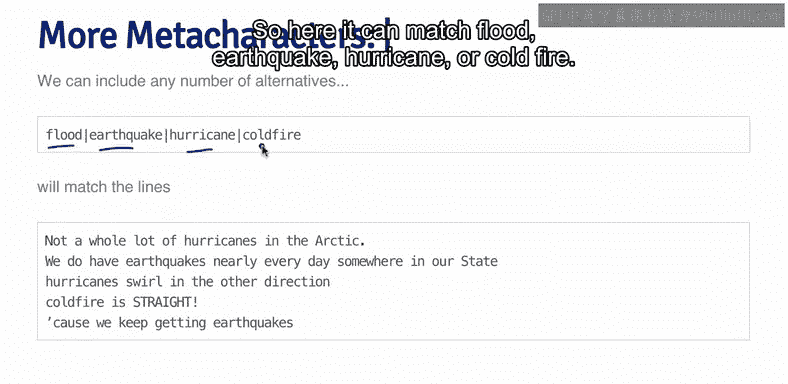 More Metacharacters: |
So here it can match flood,
earthquake, hurricane, or cold fire.
We can include any number of alternatives...
flood|earthquake|hurricane|coldfire
will match the lines
Not a whole lot of hurricanes in the Arctic.
We do have earthquakes nearly every day somewhere in our State
hurricanes swirl in the other direction
coldfire is STRAIGHT!
’cause we keep getting earthquakes